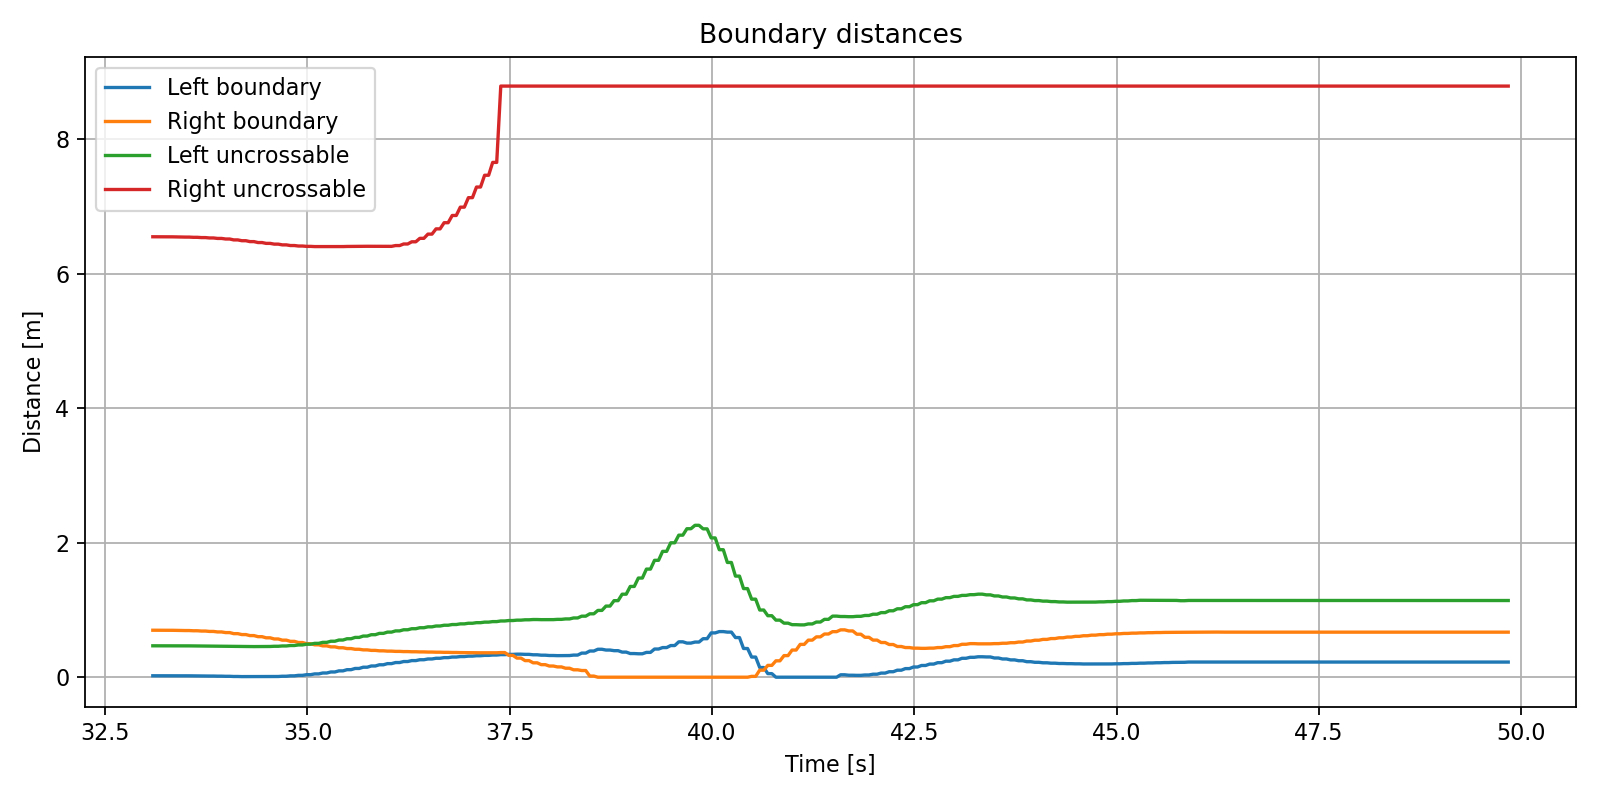 Boundary distances
Left boundary
Right boundary
Left uncrossable
Right uncrossable
Distance [m]
8
6
4
2
0
32.5 35.0 37.5 40.0 42.5 45.0 47.5 50.0
Time [s]